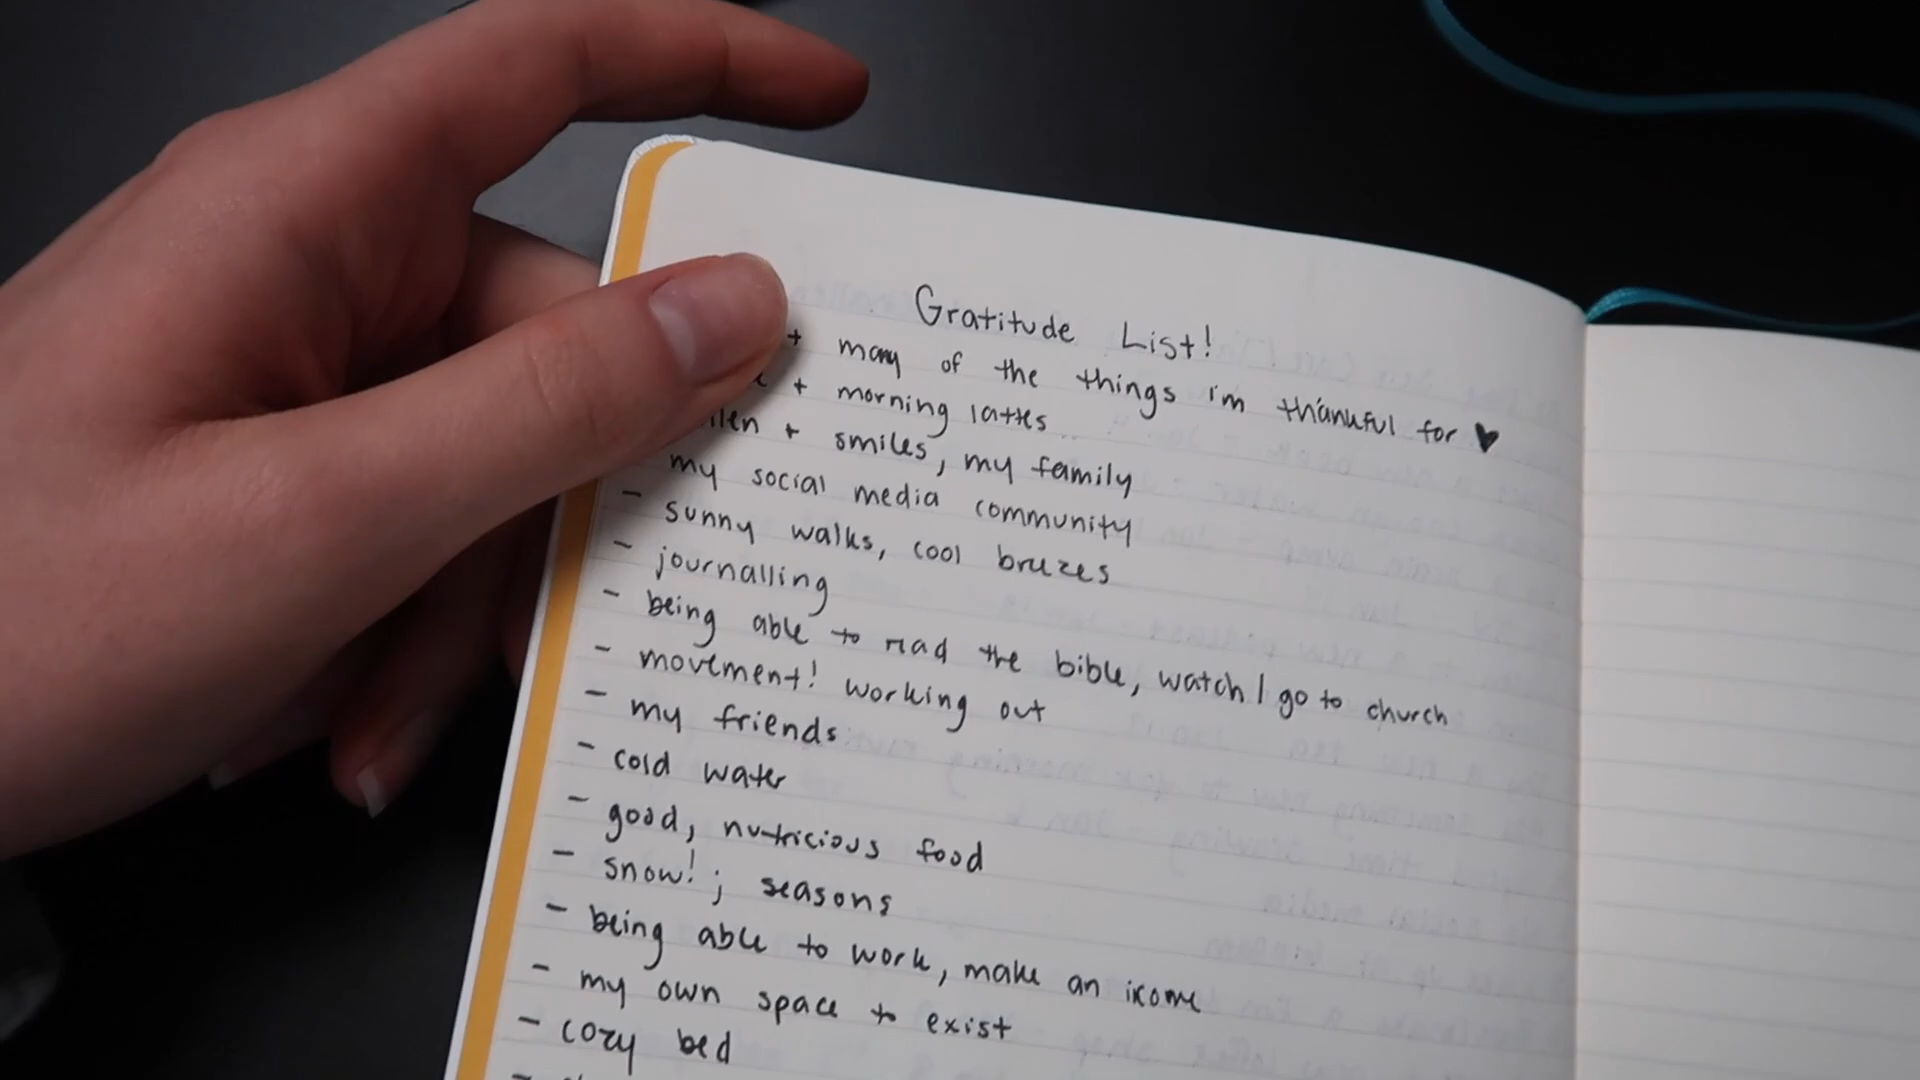 Gratitude List!
+ many of the things i'm thankful for ♥
+ morning lattes
+ smiles, my family
my social media community
- sunny walks, cool breezes
- journalling
- being able to read the bible, watch / go to church
- movement! working out
- my friends
- cold water
- good, nutricious food
- snow! ; seasons
- being able to work, make an icome
- my own space to exist
- cozy bed